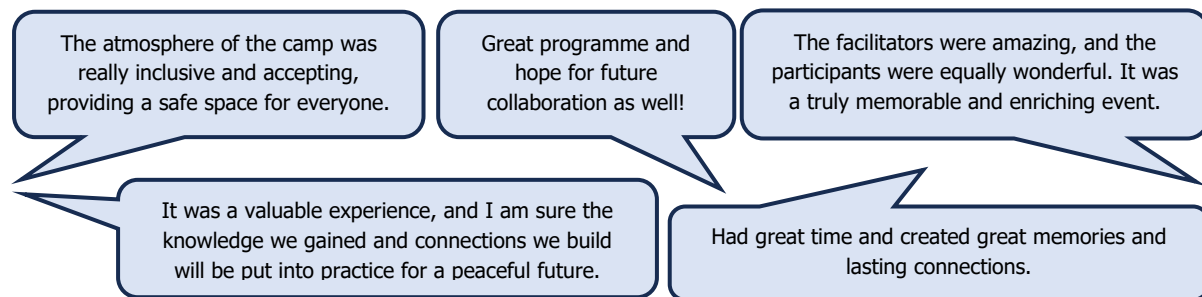 The atmosphere of the camp was
really inclusive and accepting,
providing a safe space for everyone.
Great programme and
hope for future
collaboration as well!
The facilitators were amazing, and the
participants were equally wonderful. It was
a truly memorable and enriching event.
It was a valuable experience, and I am sure the
knowledge we gained and connections we build
will be put into practice for a peaceful future.
Had great time and created great memories and
lasting connections.